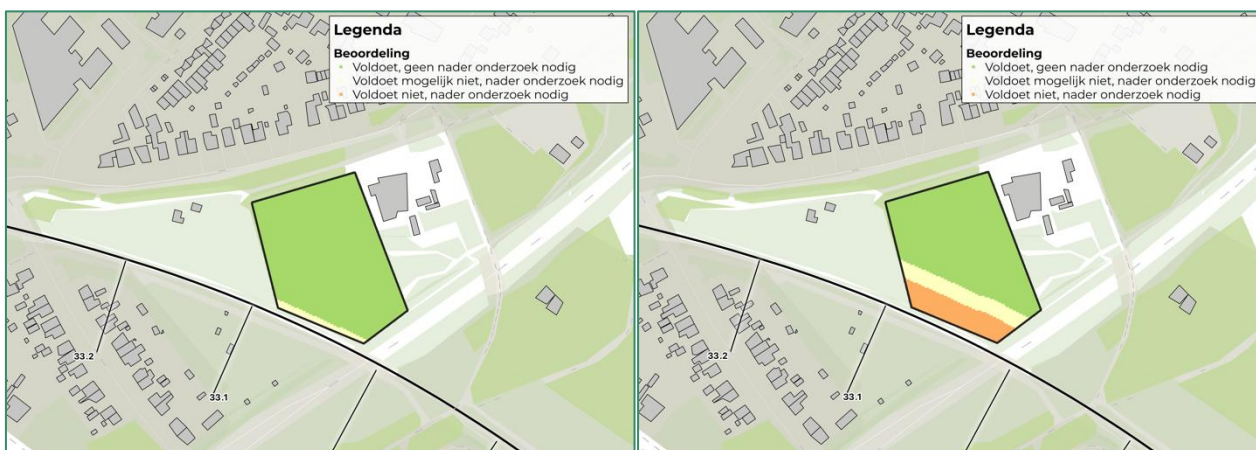 Legenda
Beoordeling
Voldoet, geen nader onderzoek nodig
Voldoet mogelijk niet, nader onderzoek nodig
Voldoet niet, nader onderzoek nodig
33.2
33.1
Legenda
Beoordeling
Voldoet, geen nader onderzoek nodig
Voldoet mogelijk niet, nader onderzoek nodig
Voldoet niet, nader onderzoek nodig
33.2
33.1